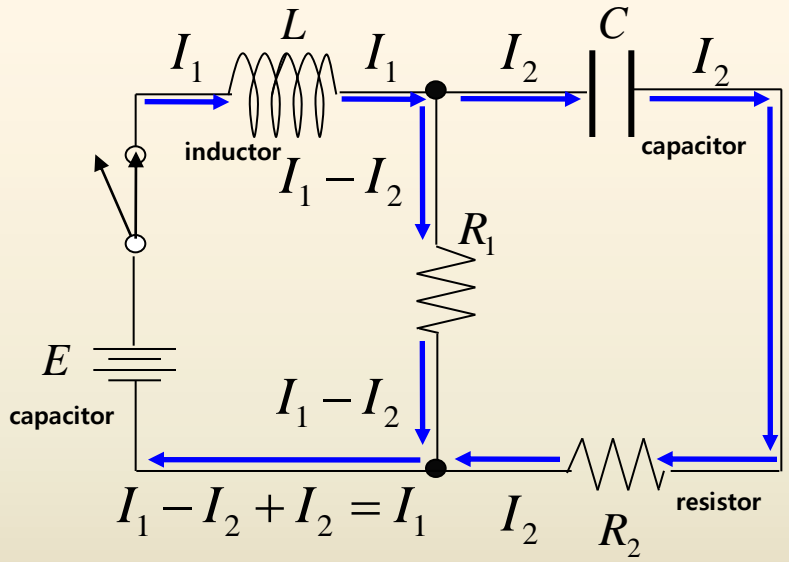 L
C
I₁
I₁
I₂
I₂
inductor
capacitor
I₁ − I₂
R₁
E
capacitor
I₁ − I₂
I₁ − I₂ + I₂ = I₁
I₂
R₂
resistor